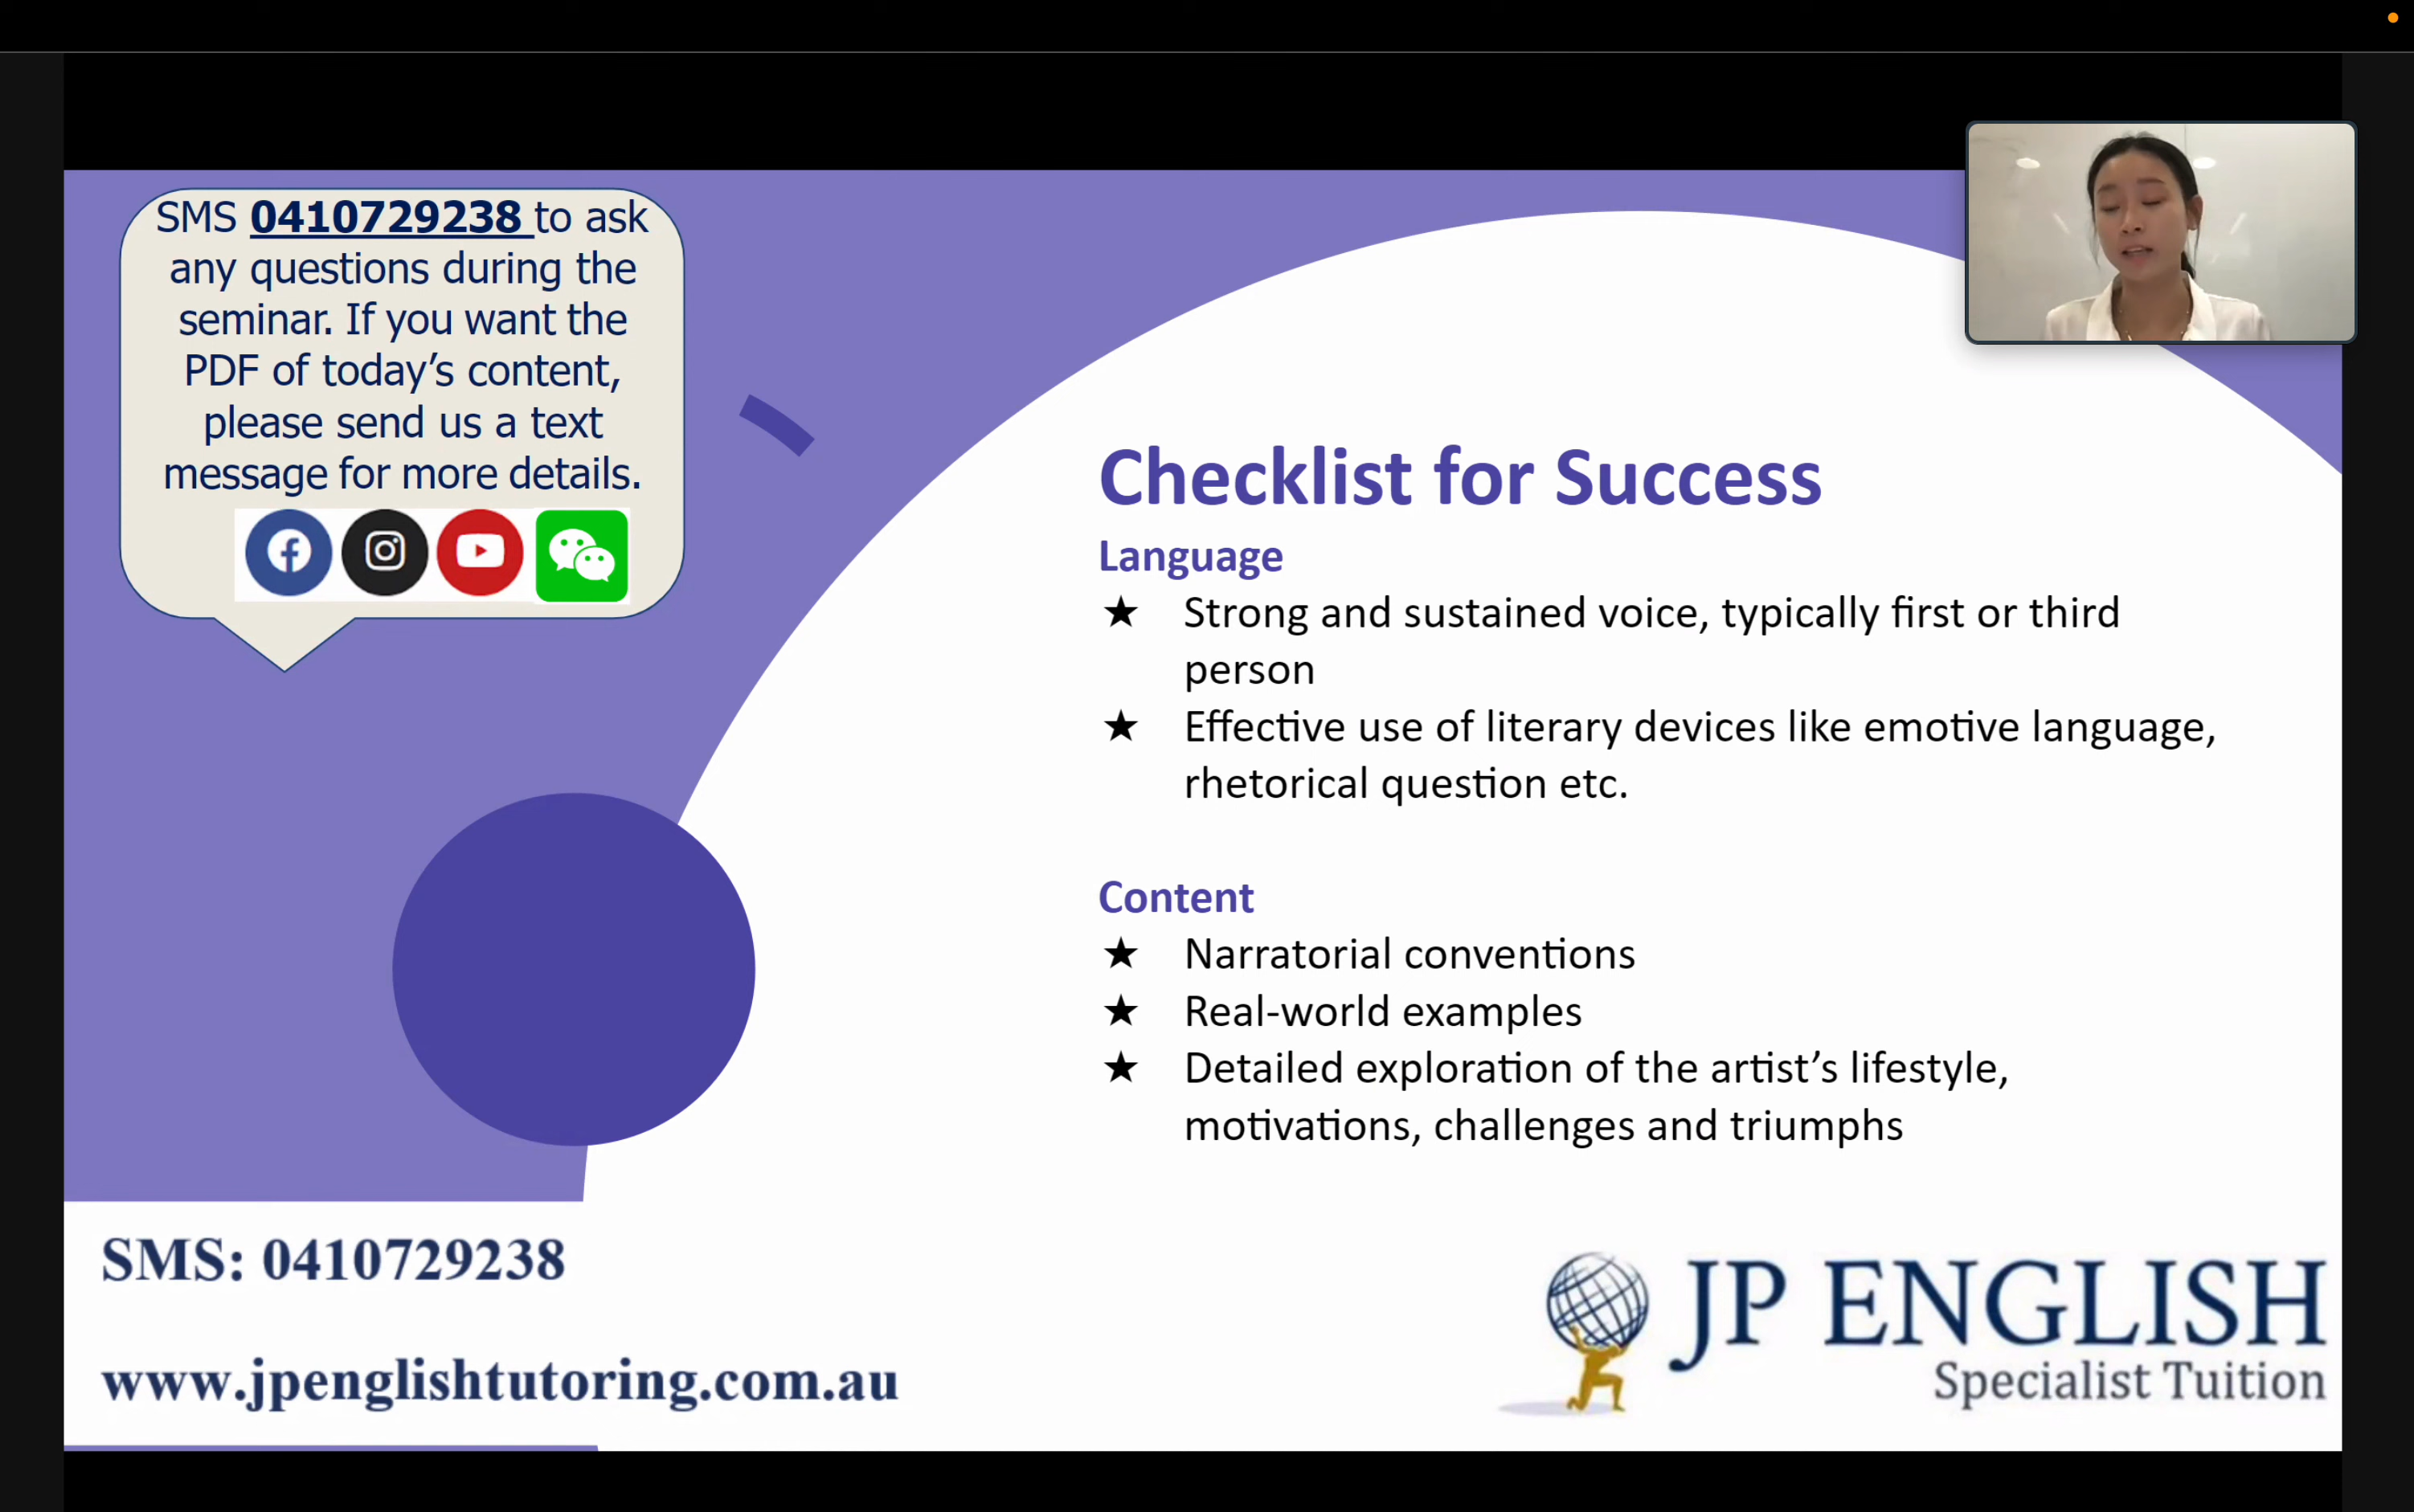 SMS 0410729238 to ask
any questions during the
seminar. If you want the
PDF of today’s content,
please send us a text
message for more details.
Checklist for Success
Language
★ Strong and sustained voice, typically first or third
person
★ Effective use of literary devices like emotive language,
rhetorical question etc.
Content
★ Narratorial conventions
★ Real-world examples
★ Detailed exploration of the artist’s lifestyle,
motivations, challenges and triumphs
SMS: 0410729238
www.jpenglishtutoring.com.au
JP ENGLISH
Specialist Tuition